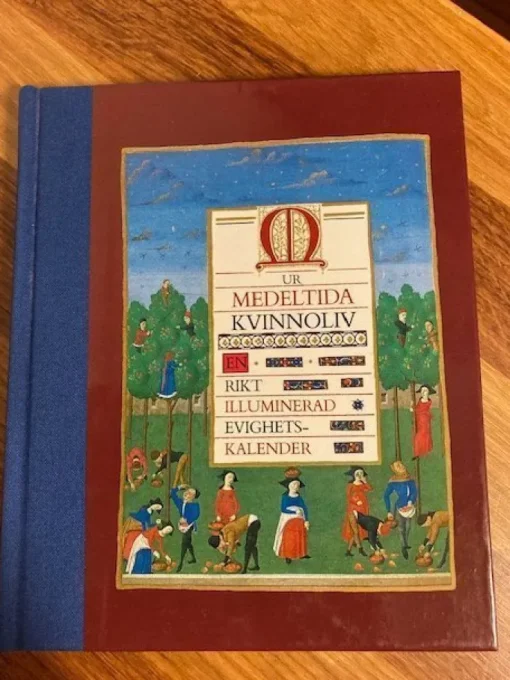 M
UR
MEDELTIDA
KVINNOLIV
EN
RIKT
ILLUMINERAD
EVIGHETS-
KALENDER